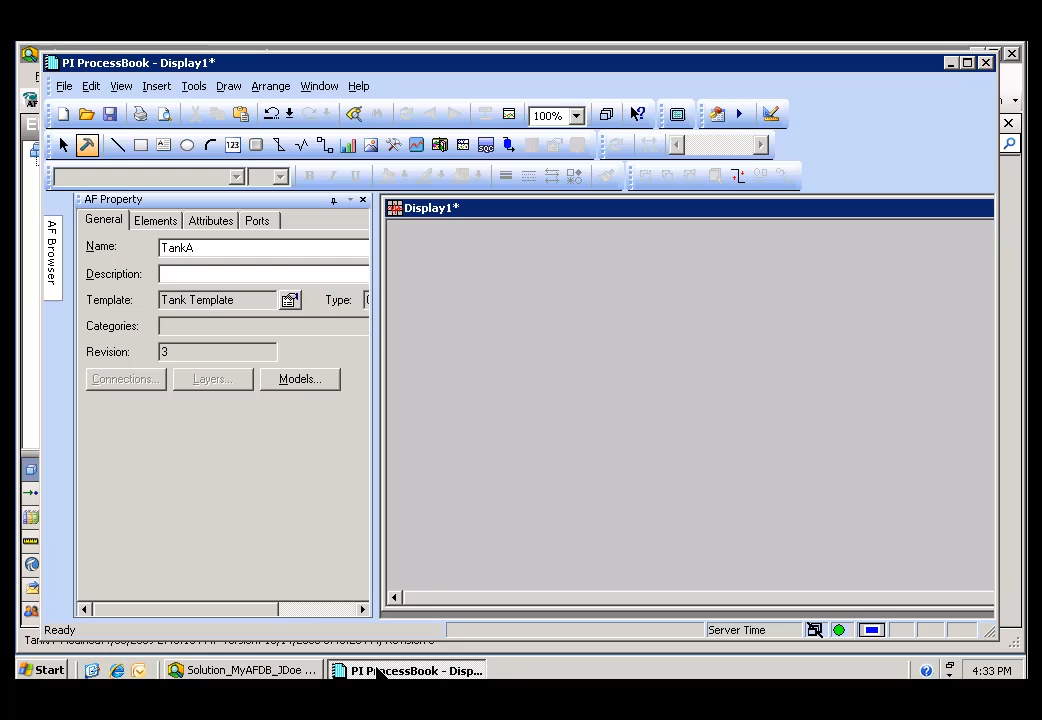 PI ProcessBook - Display1*
File Edit View Insert Tools Draw Arrange Window Help
100%
123
SQC
B I U
AF Property
Display1*
General Elements Attributes Ports
AF Browser
Name: TankA
Description:
Template: Tank Template Type:
Categories:
Revision: 3
Connections... Layers... Models...
Ready
Server Time
Start
Solution_MyAFDB_JDoe ...
PI ProcessBook - Disp...
4:33 PM